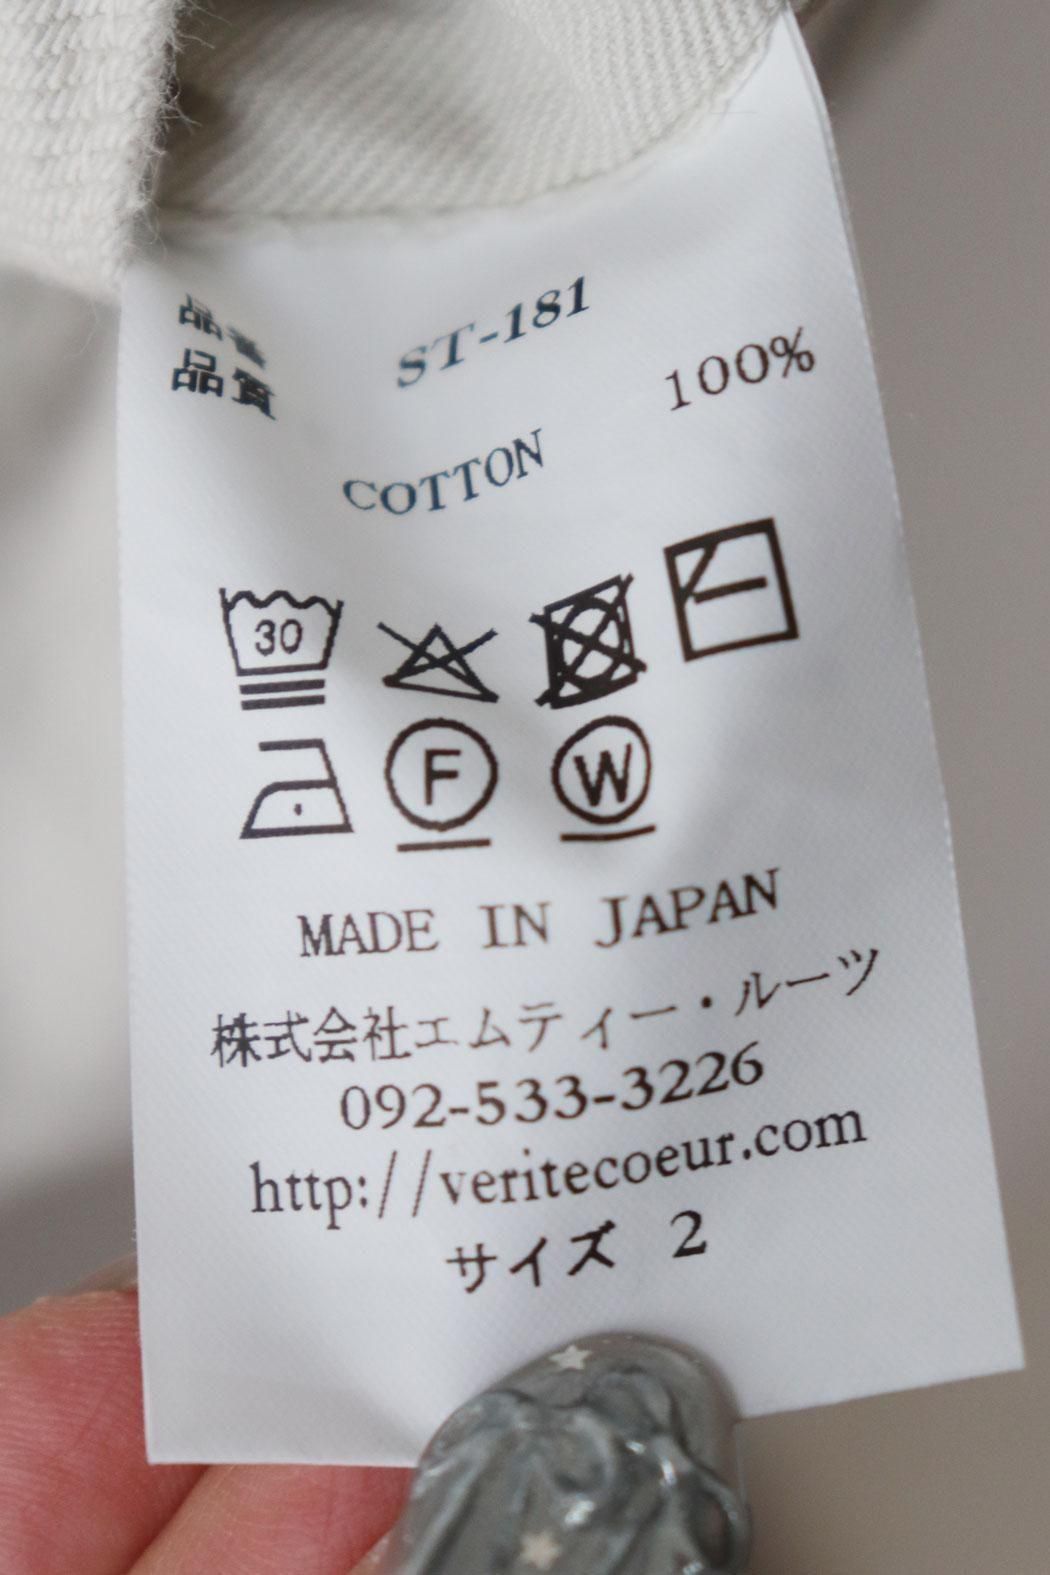 品番 ST-181
品質 100%
COTTON
30
F W
MADE IN JAPAN
株式会社エムティー・ルーツ
092-533-3226
http://veritecoeur.com
サイズ 2